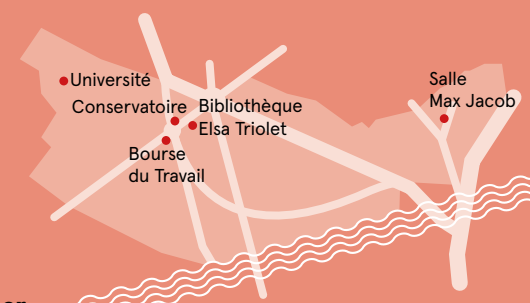 Université
Conservatoire
Bibliothèque
Elsa Triolet
Bourse
du Travail
Salle
Max Jacob